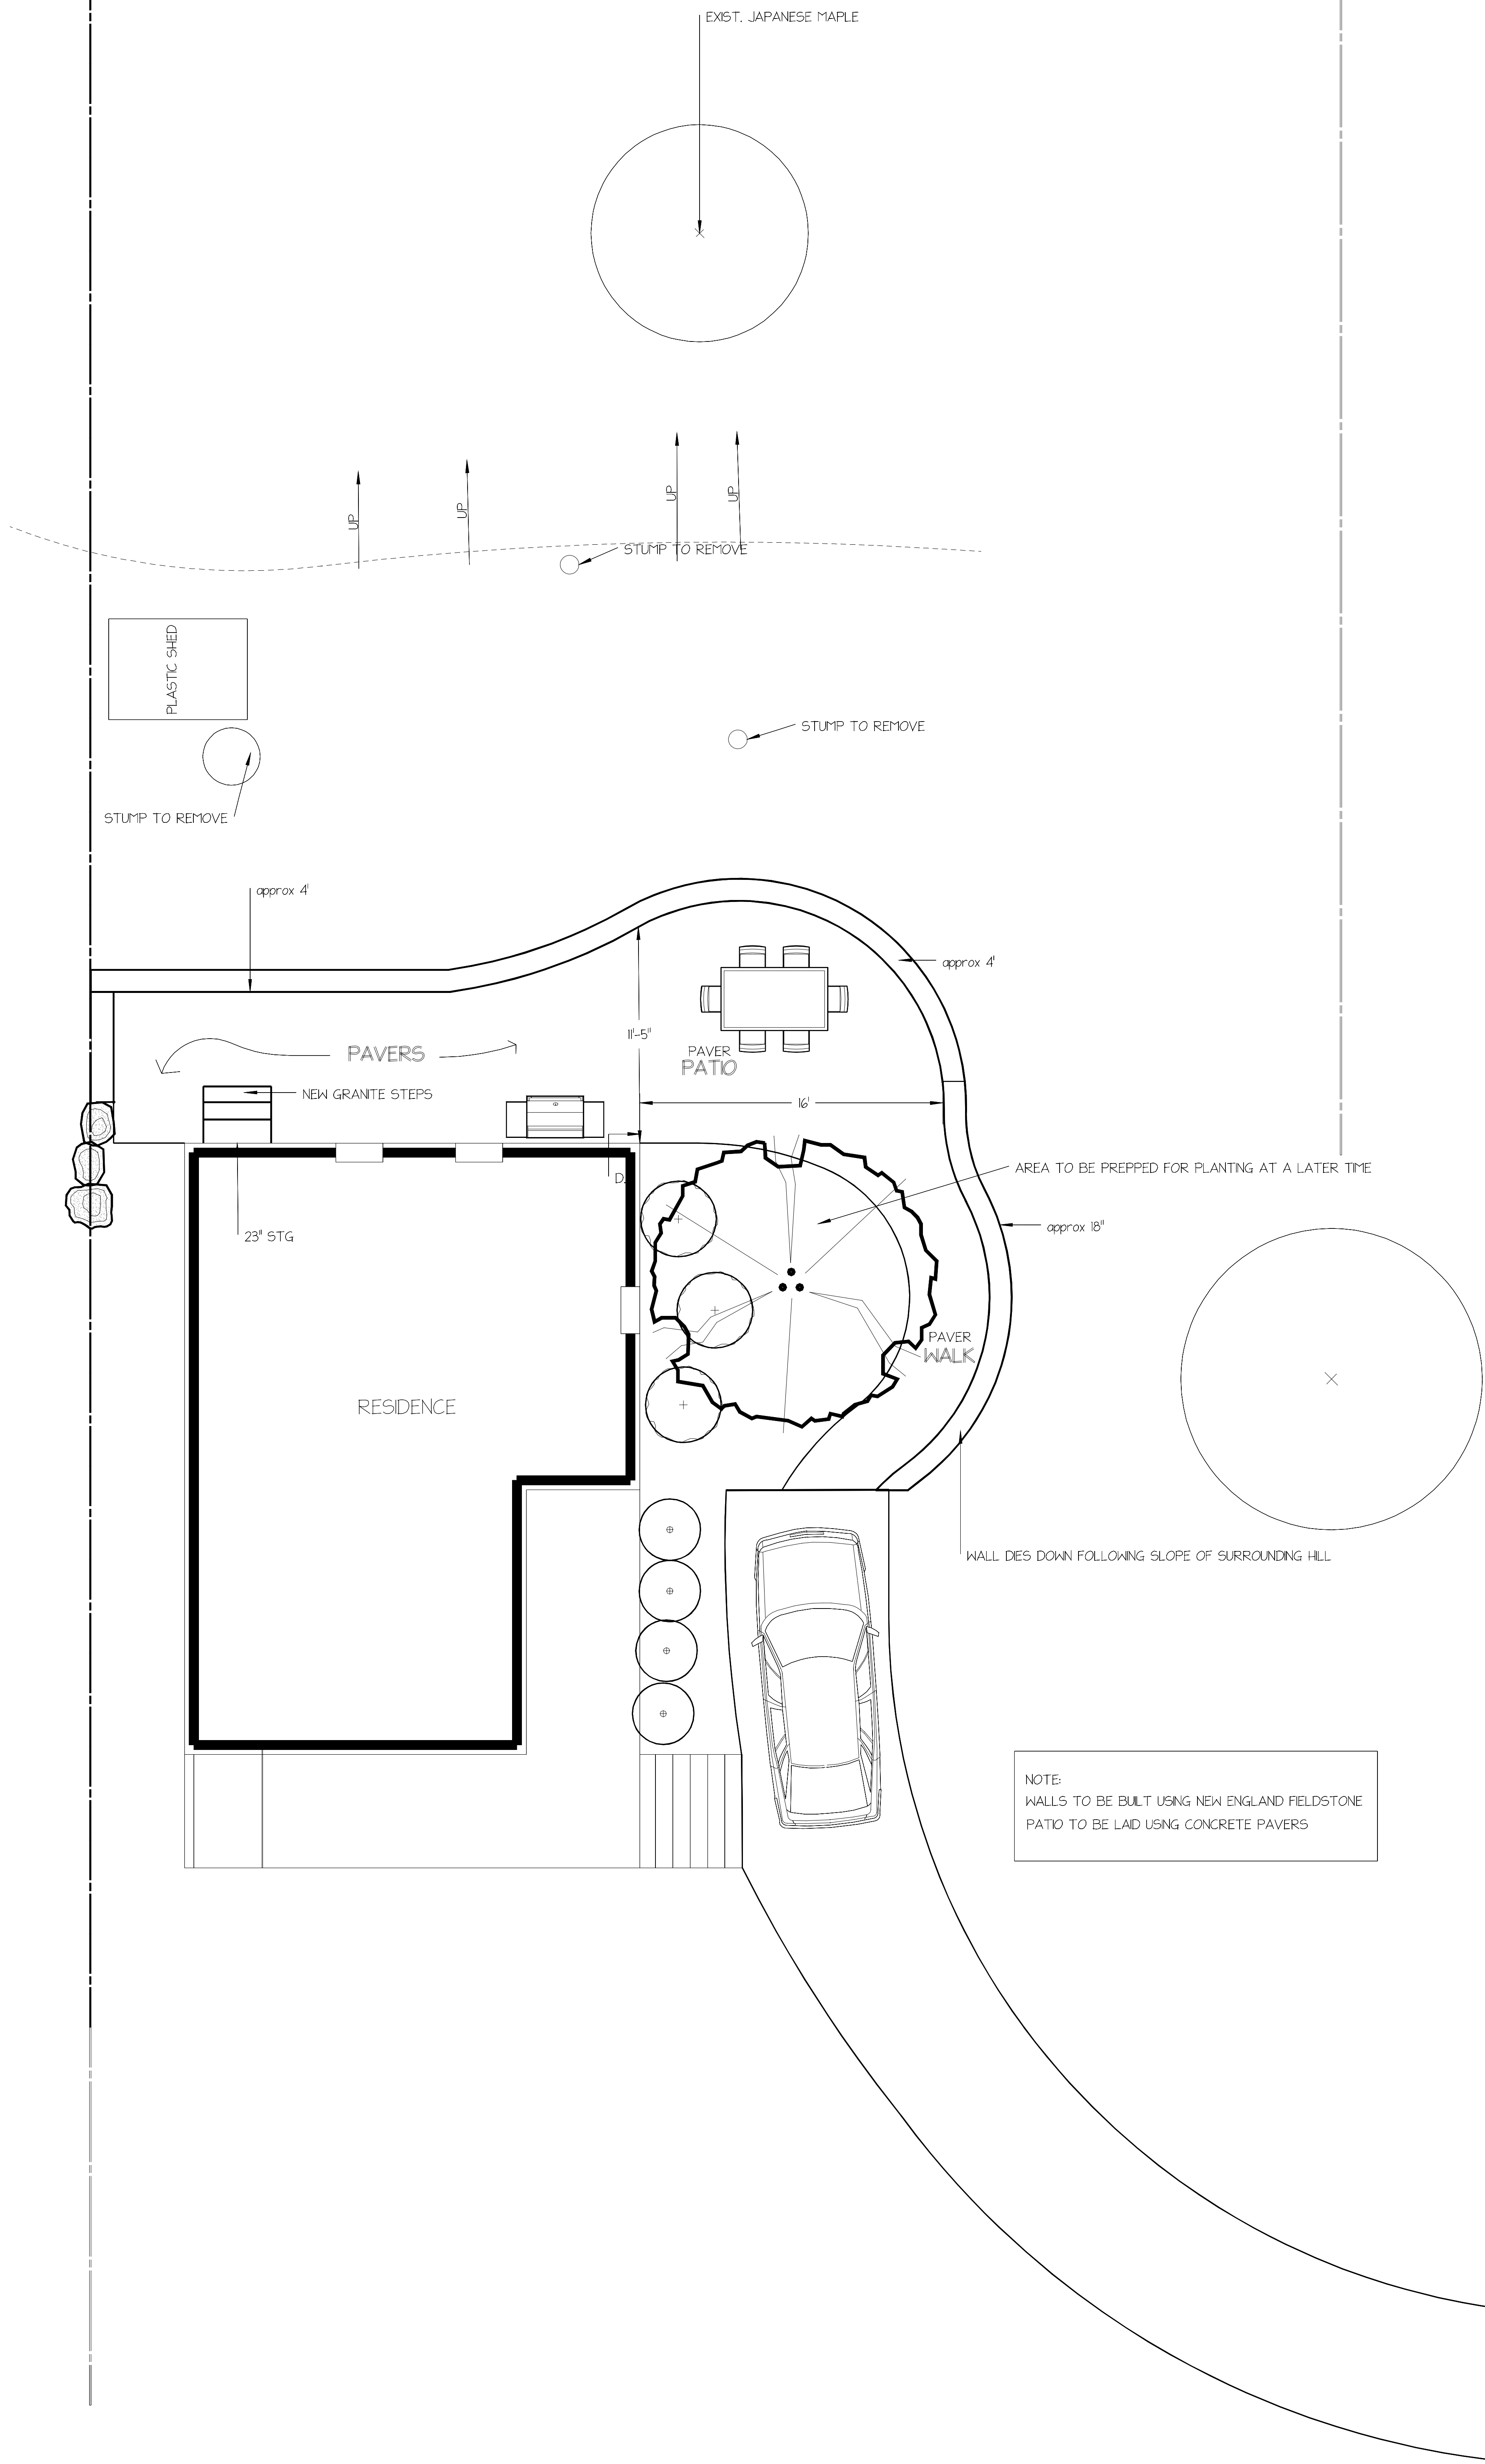 EXIST. JAPANESE MAPLE
UP
UP
UP
UP
STUMP TO REMOVE
PLASTIC SHED
STUMP TO REMOVE
STUMP TO REMOVE
approx 4'
approx 4'
11'-5"
PAVERS
PAVER
PATIO
NEW GRANITE STEPS
16'
AREA TO BE PREPPED FOR PLANTING AT A LATER TIME
D.
approx 18"
23" STG
PAVER
WALK
RESIDENCE
WALL DIES DOWN FOLLOWING SLOPE OF SURROUNDING HILL
NOTE:
WALLS TO BE BUILT USING NEW ENGLAND FIELDSTONE
PATIO TO BE LAID USING CONCRETE PAVERS